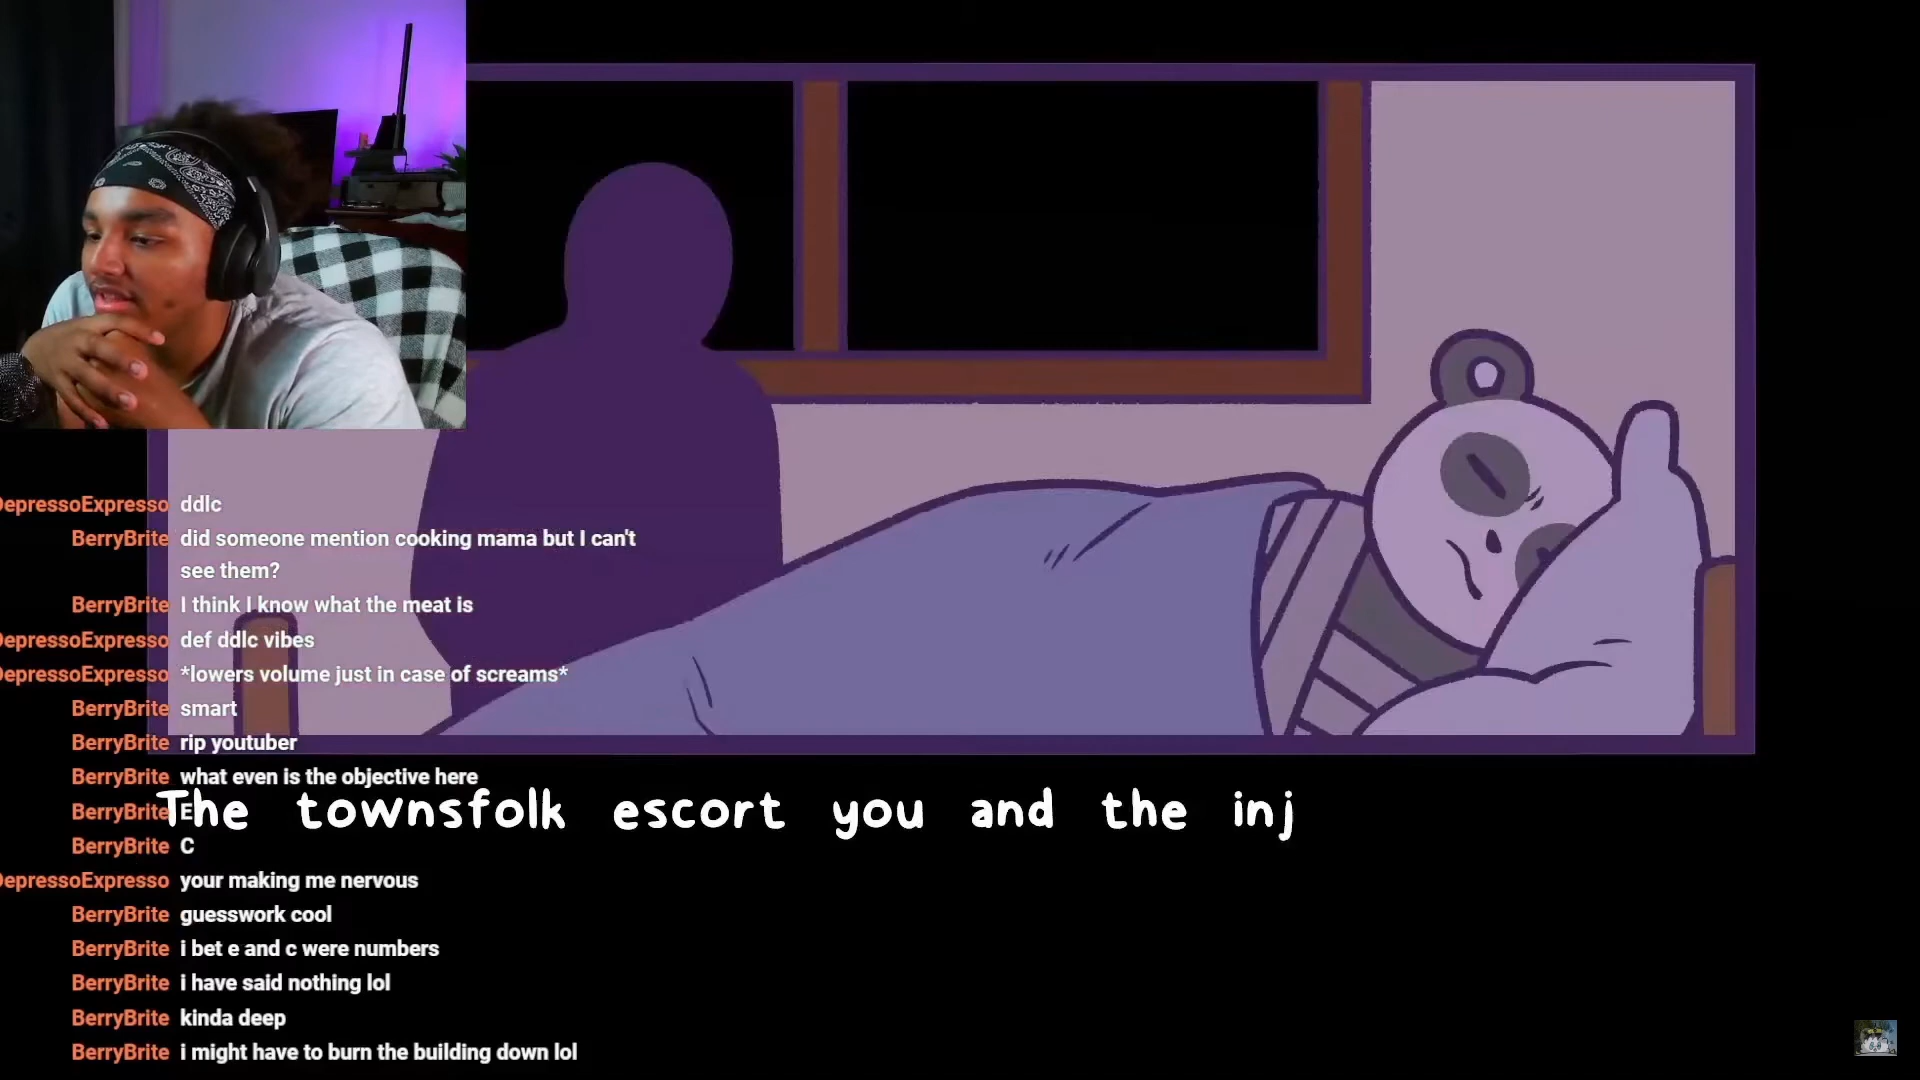 DepressoExpresso ddlc
BerryBrite did someone mention cooking mama but I can't
see them?
BerryBrite I think I know what the meat is
DepressoExpresso def ddlc vibes
DepressoExpresso *lowers volume just in case of screams*
BerryBrite smart
BerryBrite rip youtuber
BerryBrite what even is the objective here
The townsfolk escort you and the inj
BerryBrite E
BerryBrite C
DepressoExpresso your making me nervous
BerryBrite guesswork cool
BerryBrite i bet e and c were numbers
BerryBrite i have said nothing lol
BerryBrite kinda deep
BerryBrite i might have to burn the building down lol